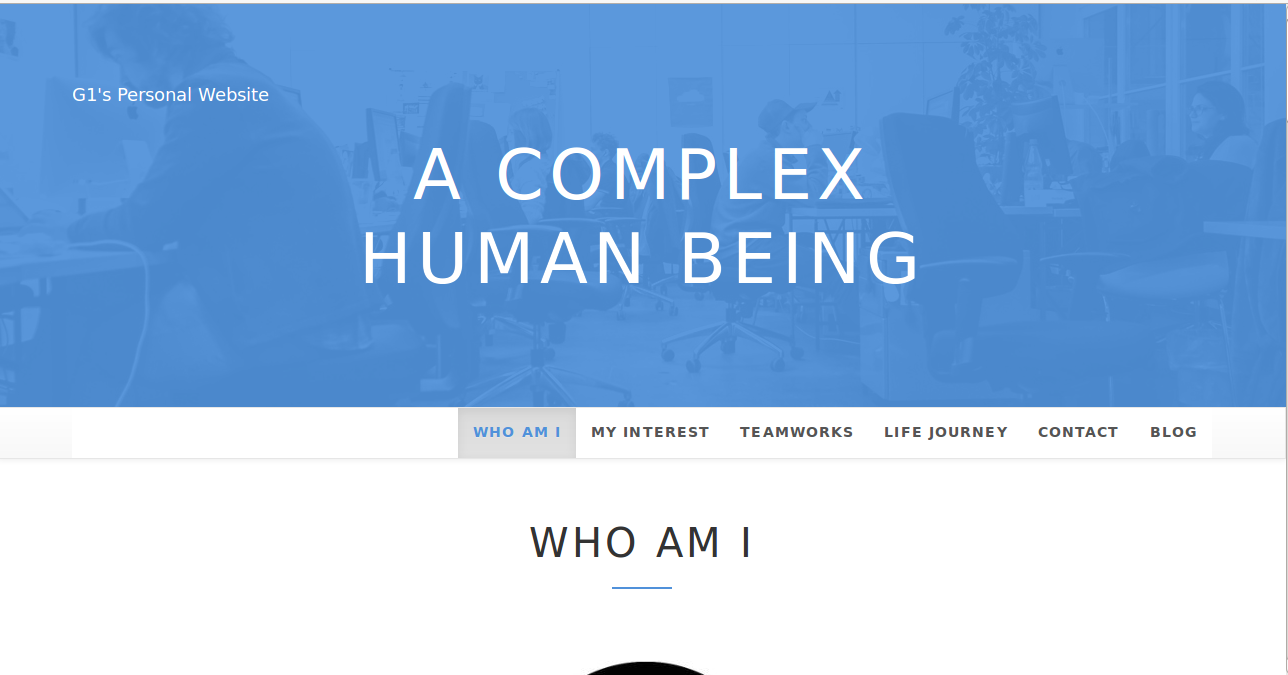 G1's Personal Website
A COMPLEX
HUMAN BEING
WHO AM I MY INTEREST TEAMWORKS LIFE JOURNEY CONTACT BLOG
WHO AM I